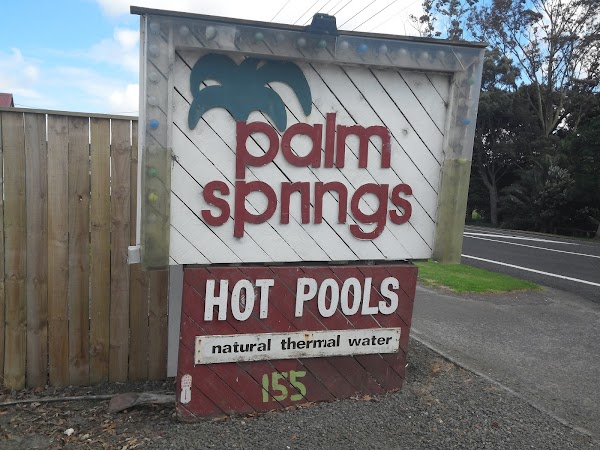 palm
springs
HOT POOLS
natural thermal water
155